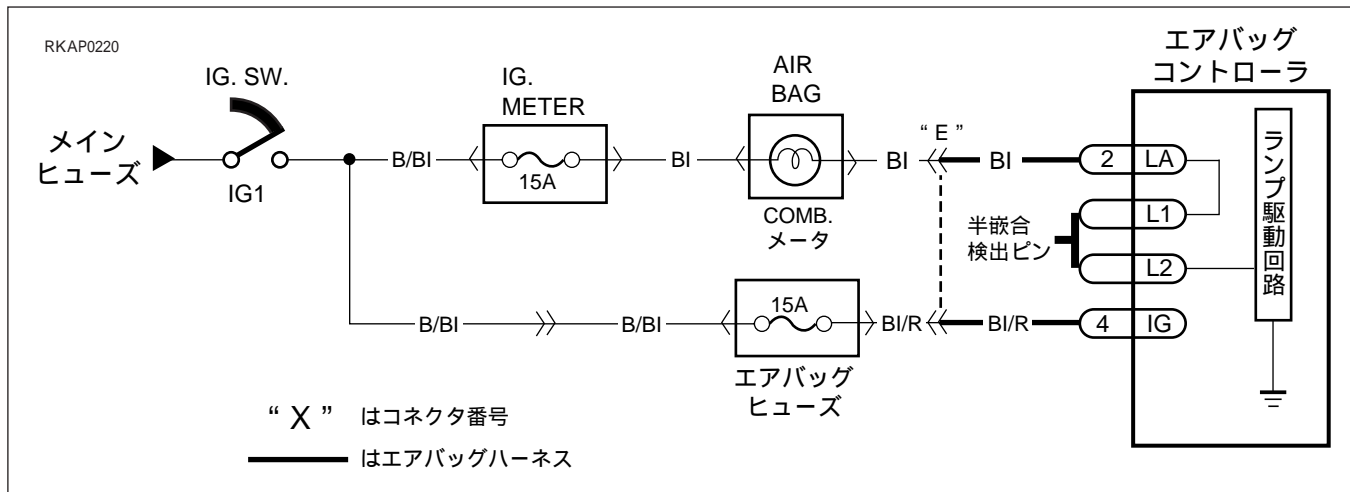 RKAP0220
メイン
ヒューズ
IG. SW.
IG1
B/BI
IG.
METER
15A
BI
AIR
BAG
COMB.
メータ
BI
“ E ”
BI
エアバッグ
コントローラ
2
LA
L1
L2
4
IG
半嵌合
検出ピン
ランプ駆動回路
B/BI
B/BI
15A
エアバッグ
ヒューズ
BI/R
BI/R
“ X ” はコネクタ番号
はエアバッグハーネス